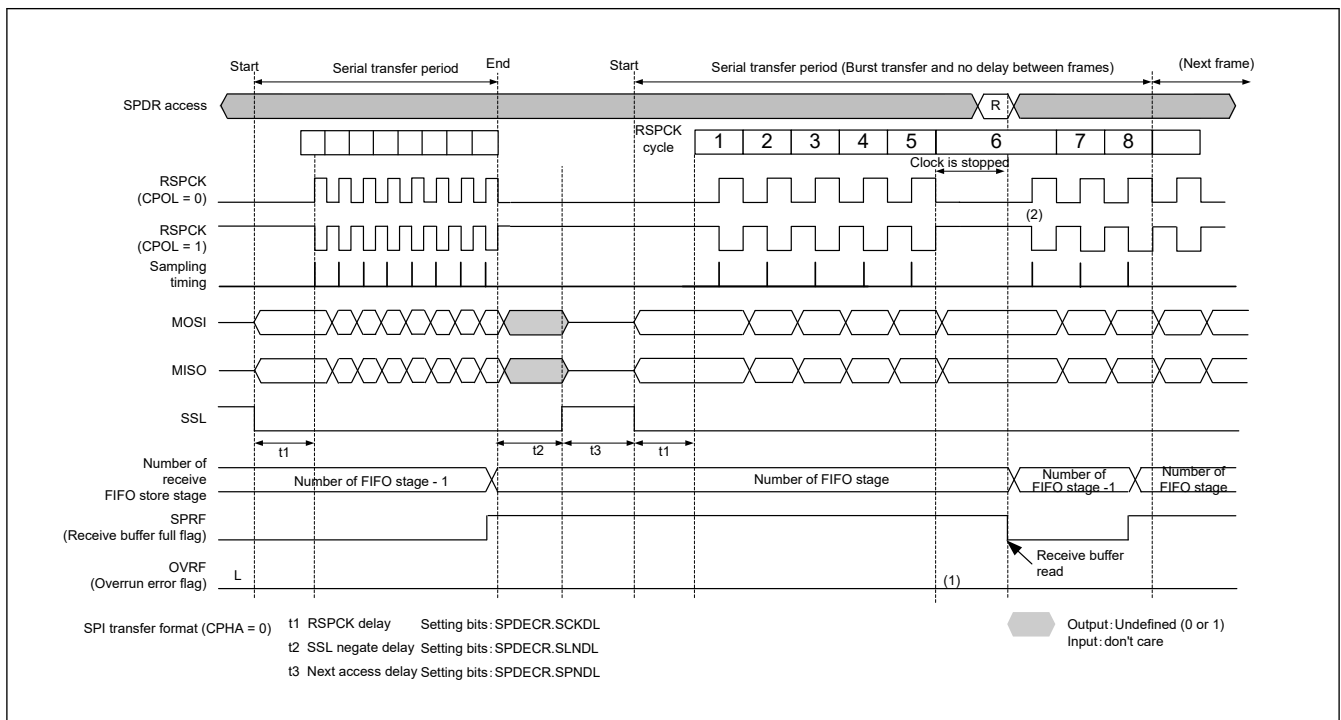 Start
Serial transfer period
End
Start
Serial transfer period (Burst transfer and no delay between frames)
(Next frame)
SPDR access
R
RSPCK
cycle
1 2 3 4 5 6 7 8
Clock is stopped
RSPCK
(CPOL = 0)
(2)
RSPCK
(CPOL = 1)
Sampling
timing
MOSI
MISO
SSL
t1
t2
t3
t1
Number of
receive
FIFO store stage
Number of FIFO stage - 1
Number of FIFO stage
Number of
FIFO stage -1
Number of
FIFO stage
SPRF
(Receive buffer full flag)
Receive buffer
read
OVRF
(Overrun error flag)
L
(1)
SPI transfer format (CPHA = 0)
t1 RSPCK delay Setting bits: SPDECR.SCKDL
t2 SSL negate delay Setting bits: SPDECR.SLNDL
t3 Next access delay Setting bits: SPDECR.SPNDL
Output: Undefined (0 or 1)
Input: don't care